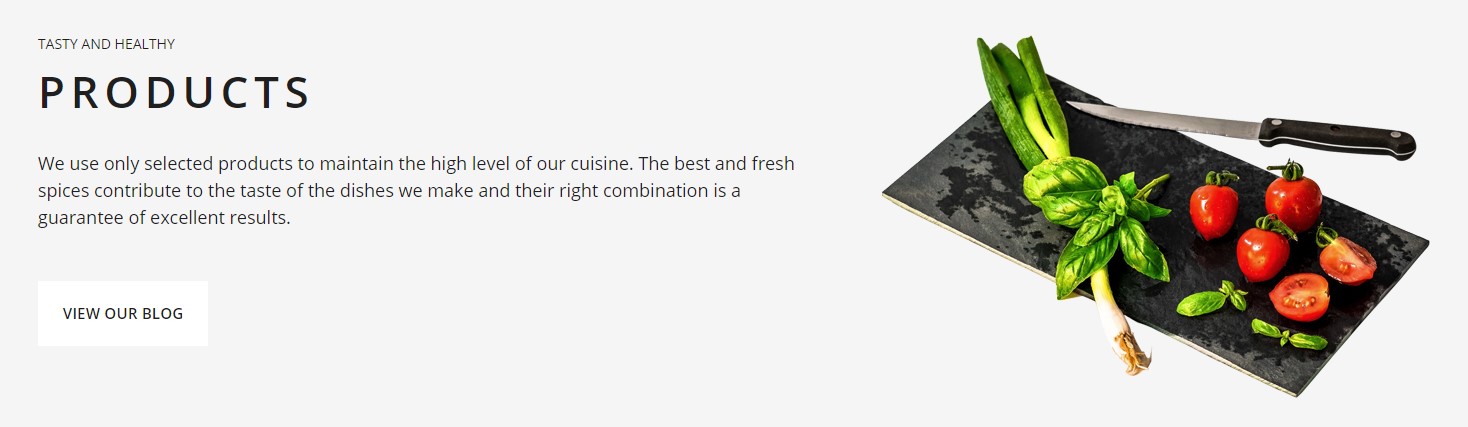 TASTY AND HEALTHY
PRODUCTS
We use only selected products to maintain the high level of our cuisine. The best and fresh
spices contribute to the taste of the dishes we make and their right combination is a
guarantee of excellent results.
VIEW OUR BLOG